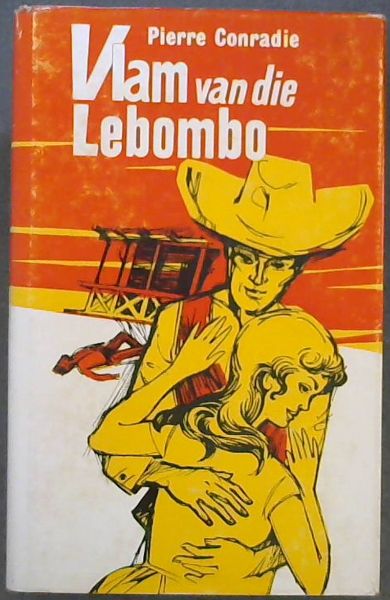 Pierre Conradie
Vlam van die
Lebombo